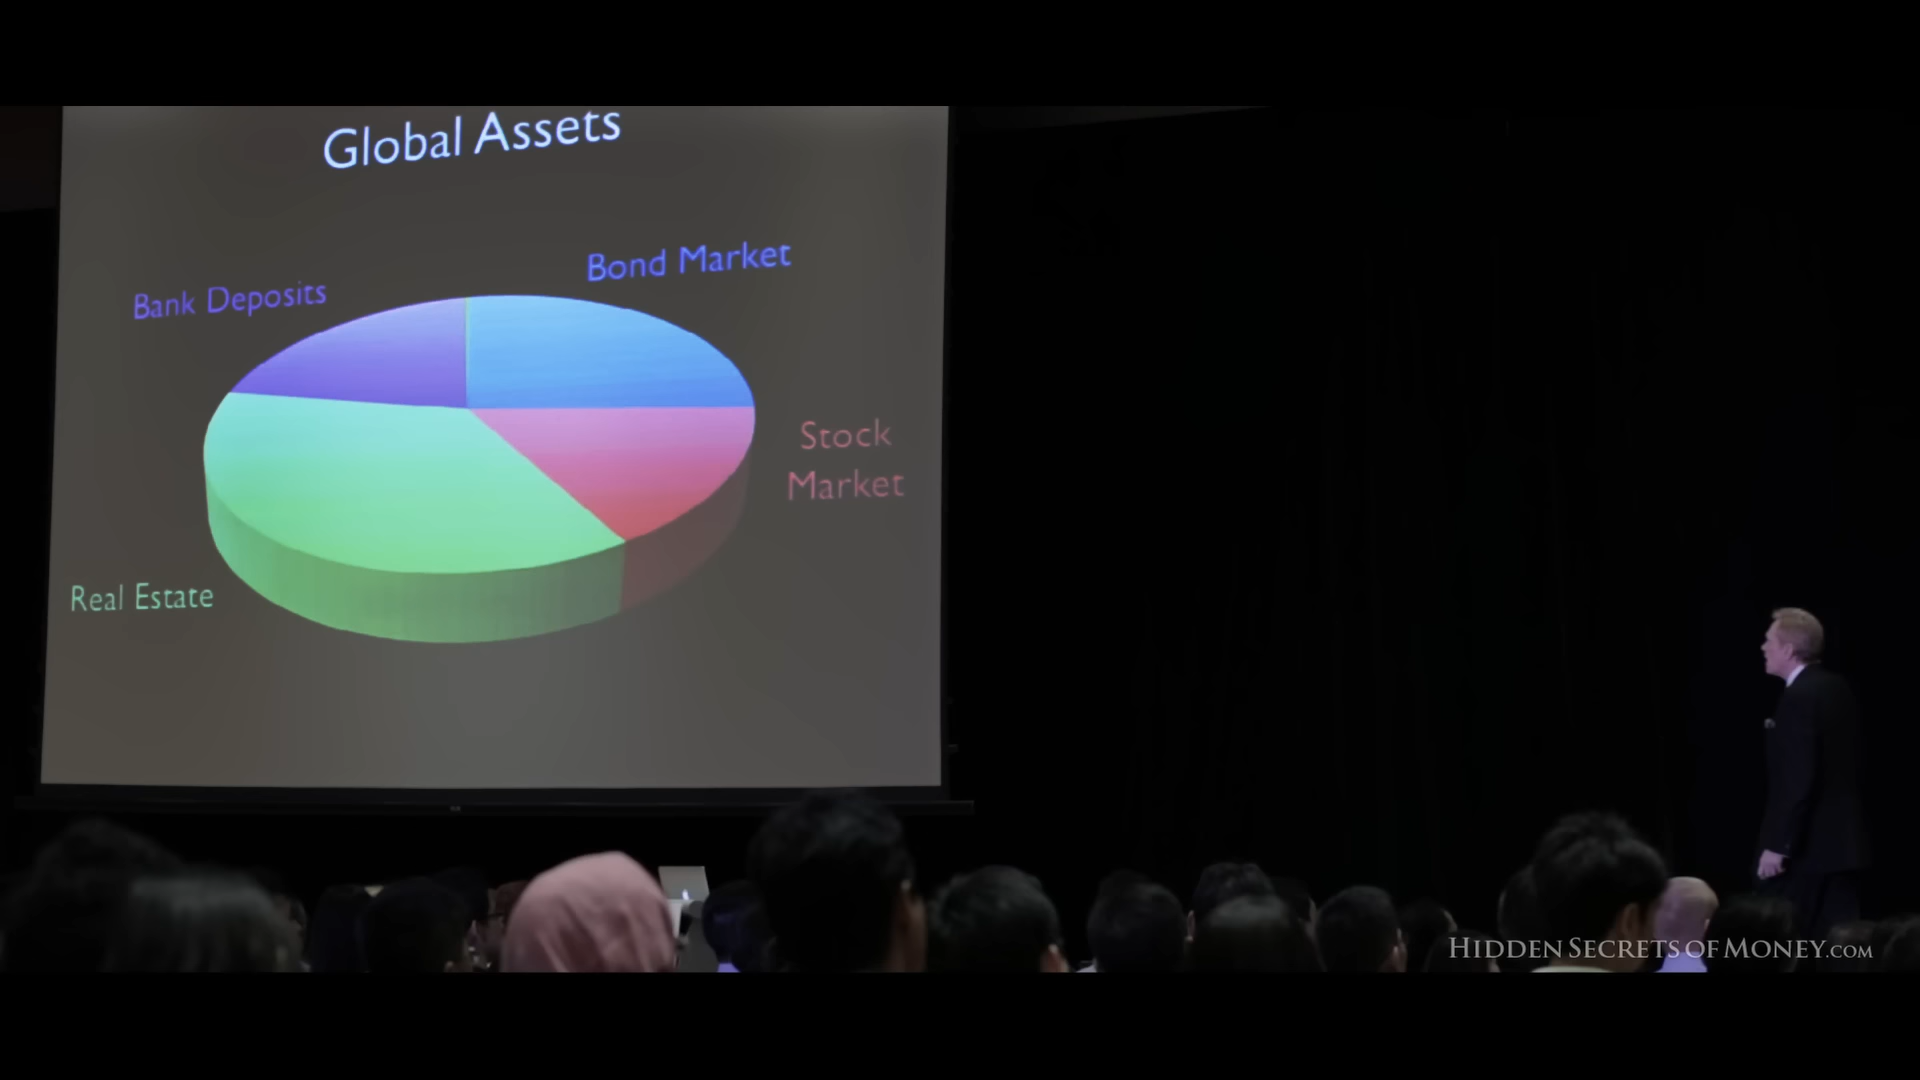 Global Assets
Bond Market
Bank Deposits
Stock
Market
Real Estate
HIDDEN SECRETS OF MONEY.COM